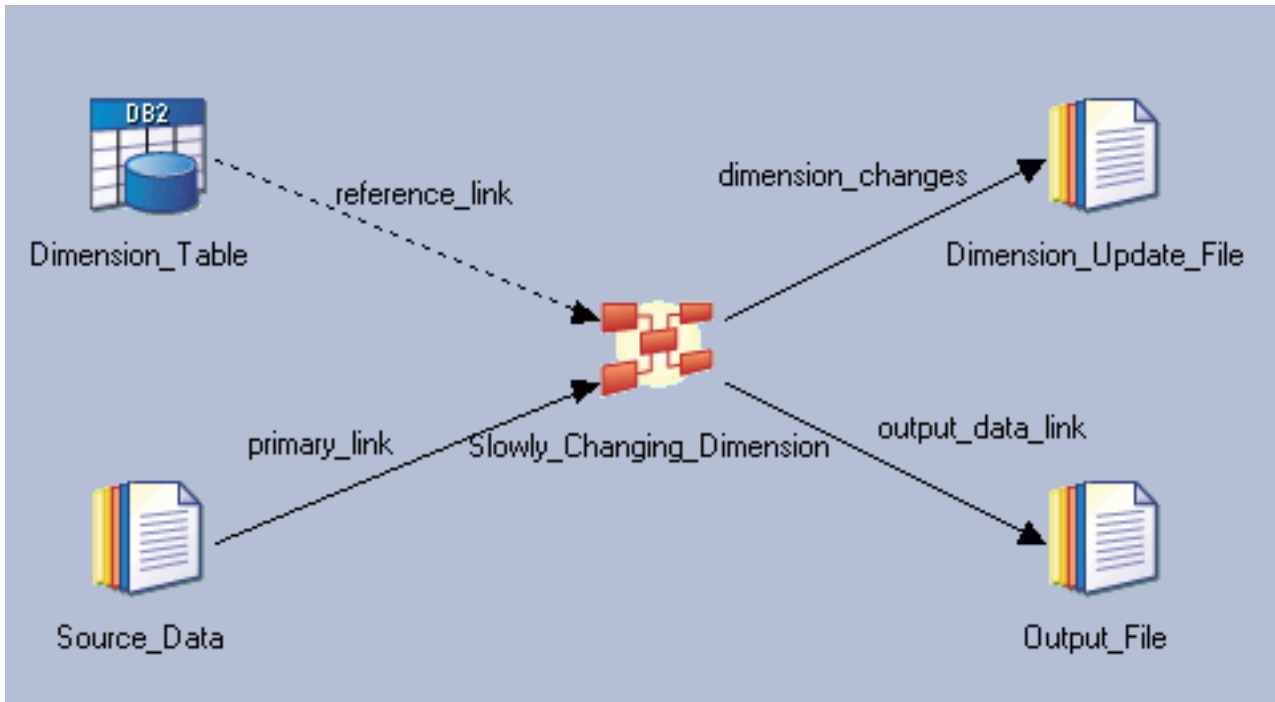 DB2
Dimension_Table
reference_link
dimension_changes
Dimension_Update_File
primary_link
Slowly_Changing_Dimension
output_data_link
Source_Data
Output_File